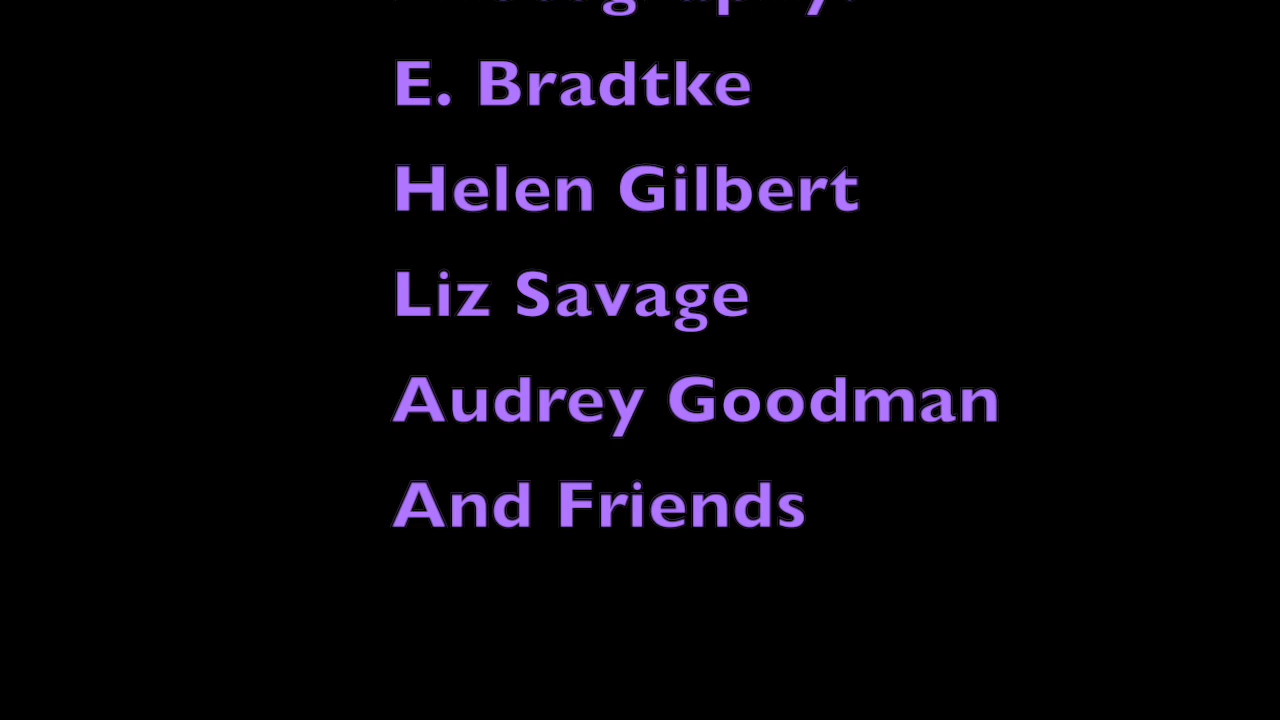 E. Bradtke
Helen Gilbert
Liz Savage
Audrey Goodman
And Friends